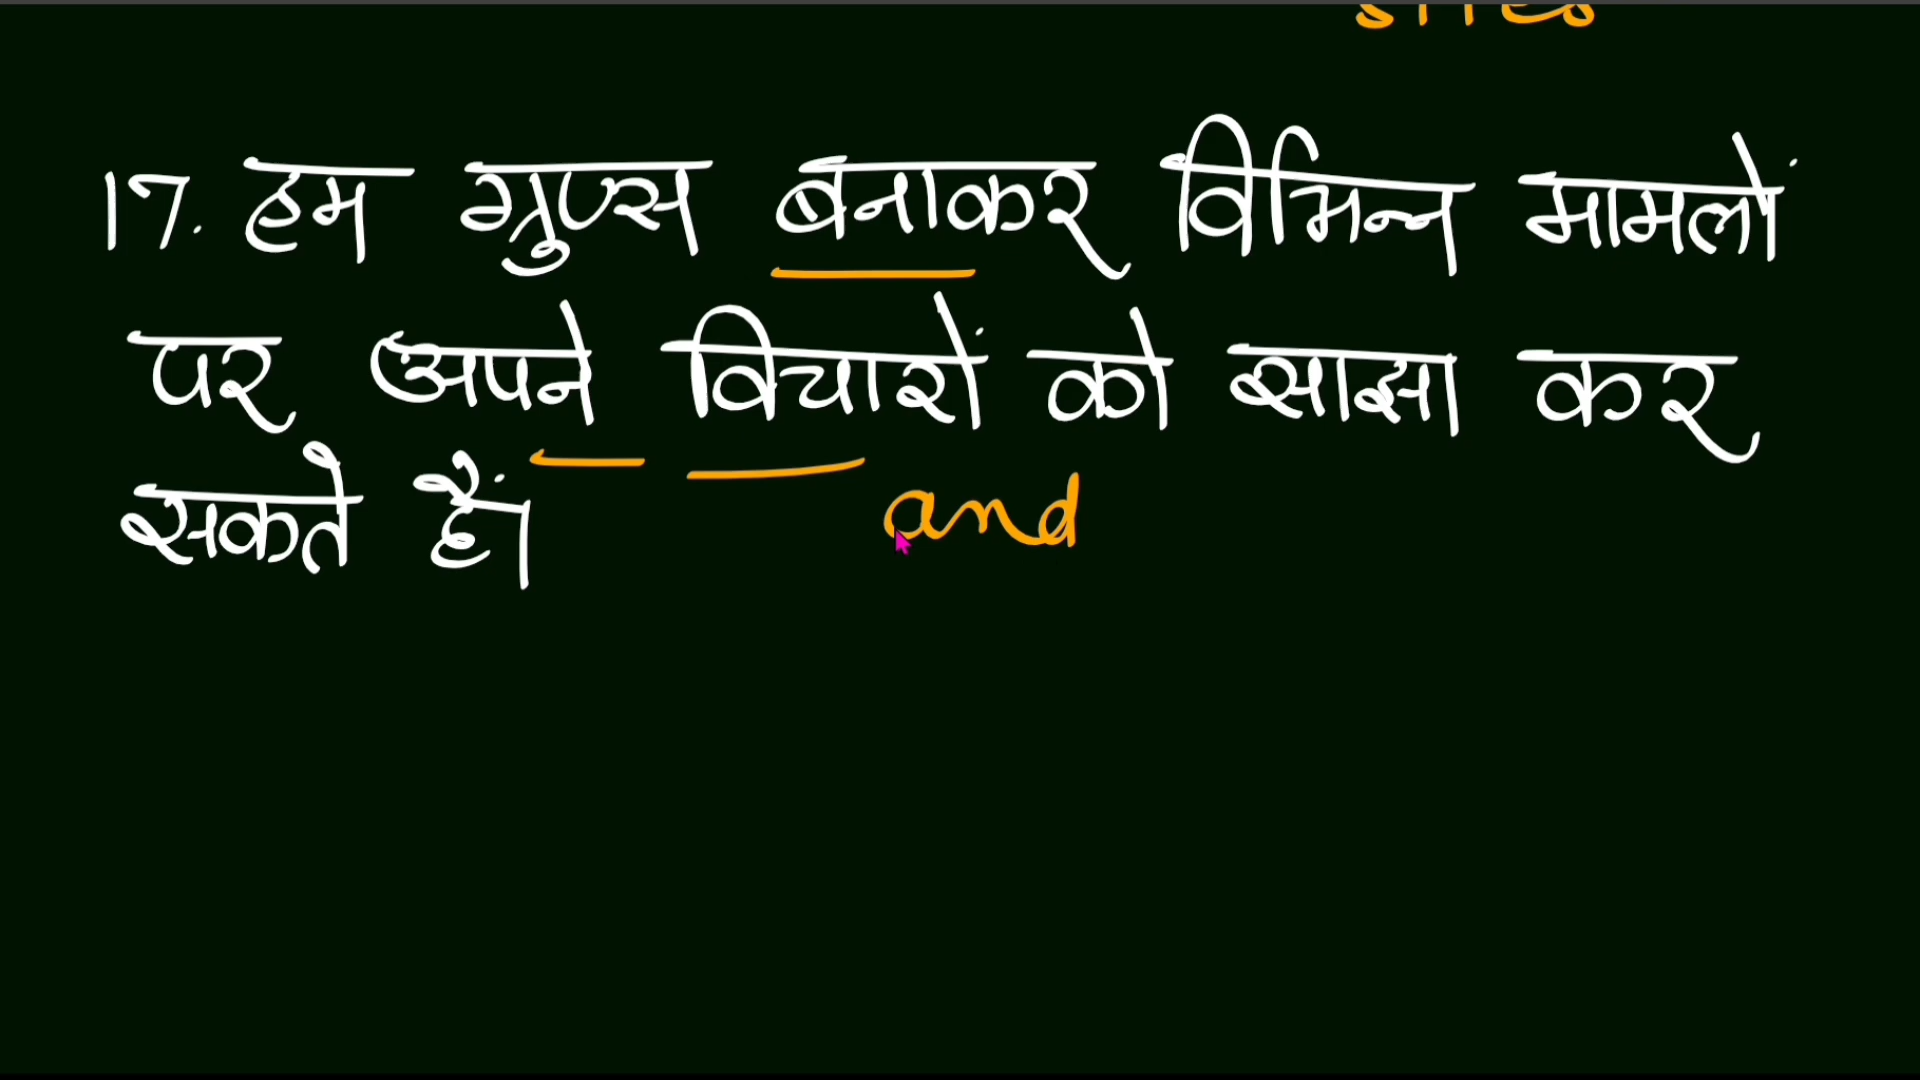 17. हम ग्रुप्स बनाकर विभिन्न मामलों
पर अपने विचारों को साझा कर
सकते हैं।
and